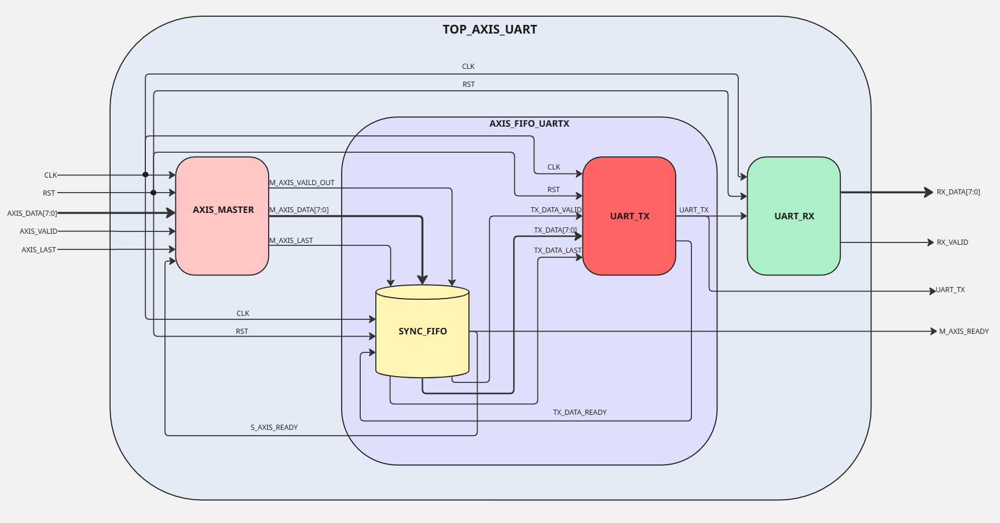 TOP_AXIS_UART
CLK
RST
AXIS_FIFO_UARTX
CLK
CLK
M_AXIS_VAILD_OUT
RST
RST
RX_DATA[7:0]
AXIS_MASTER
M_AXIS_DATA[7:0]
TX_DATA_VALID
UART_TX
UART_TX
UART_RX
AXIS_DATA[7:0]
AXIS_VALID
TX_DATA[7:0]
M_AXIS_LAST
RX_VALID
AXIS_LAST
TX_DATA_LAST
UART_TX
CLK
RST
SYNC_FIFO
M_AXIS_READY
TX_DATA_READY
S_AXIS_READY